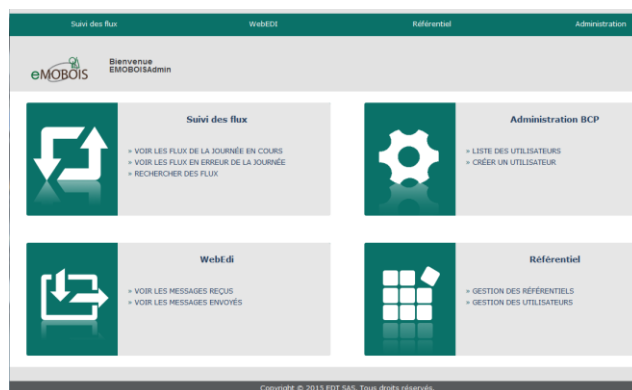 Suivi des flux WebEDI Référentiel Administration
eMOBOIS
Bienvenue
EMOBOISAdmin
Suivi des flux
» VOIR LES FLUX DE LA JOURNÉE EN COURS
» VOIR LES FLUX EN ERREUR DE LA JOURNÉE
» RECHERCHER DES FLUX
Administration BCP
» LISTE DES UTILISATEURS
» CRÉER UN UTILISATEUR
WebEdi
» VOIR LES MESSAGES REÇUS
» VOIR LES MESSAGES ENVOYÉS
Référentiel
» GESTION DES RÉFÉRENTIELS
» GESTION DES UTILISATEURS
Copyright © 2015 EDT SAS. Tous droits réservés.